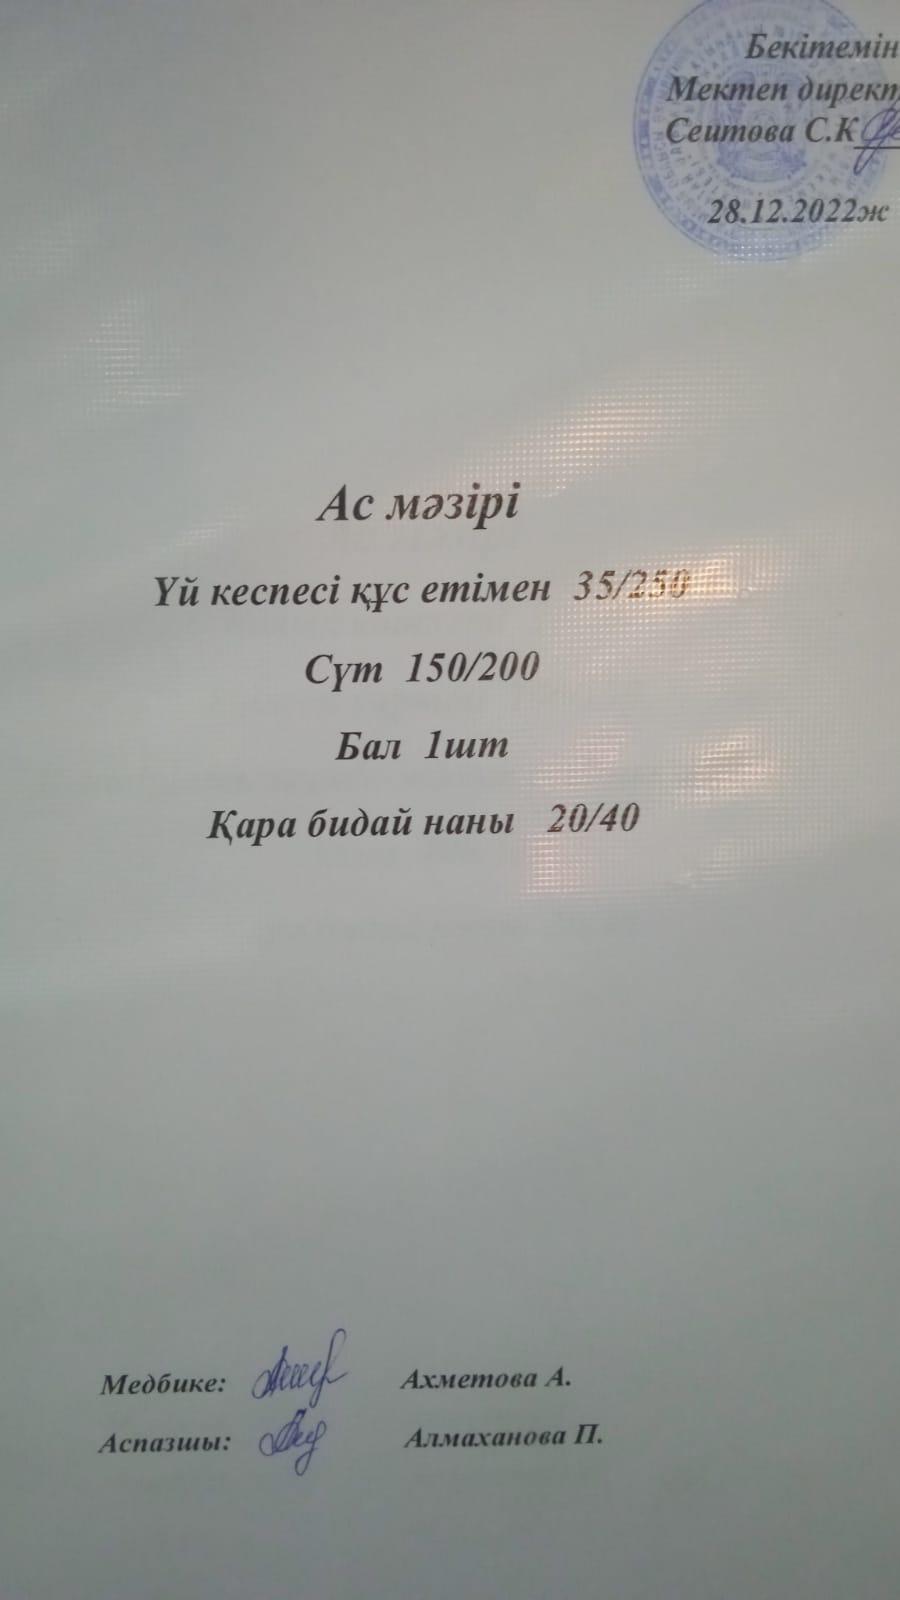 Бекітемін
Мектеп директ
Сеитова С.К
28.12.2022ж
Ас мәзірі
Үй кеспесі құс етімен 35/250
Сүт 150/200
Бал 1шт
Қара бидай наны 20/40
Медбике: Ахметова А.
Аспазшы: Алмаханова П.